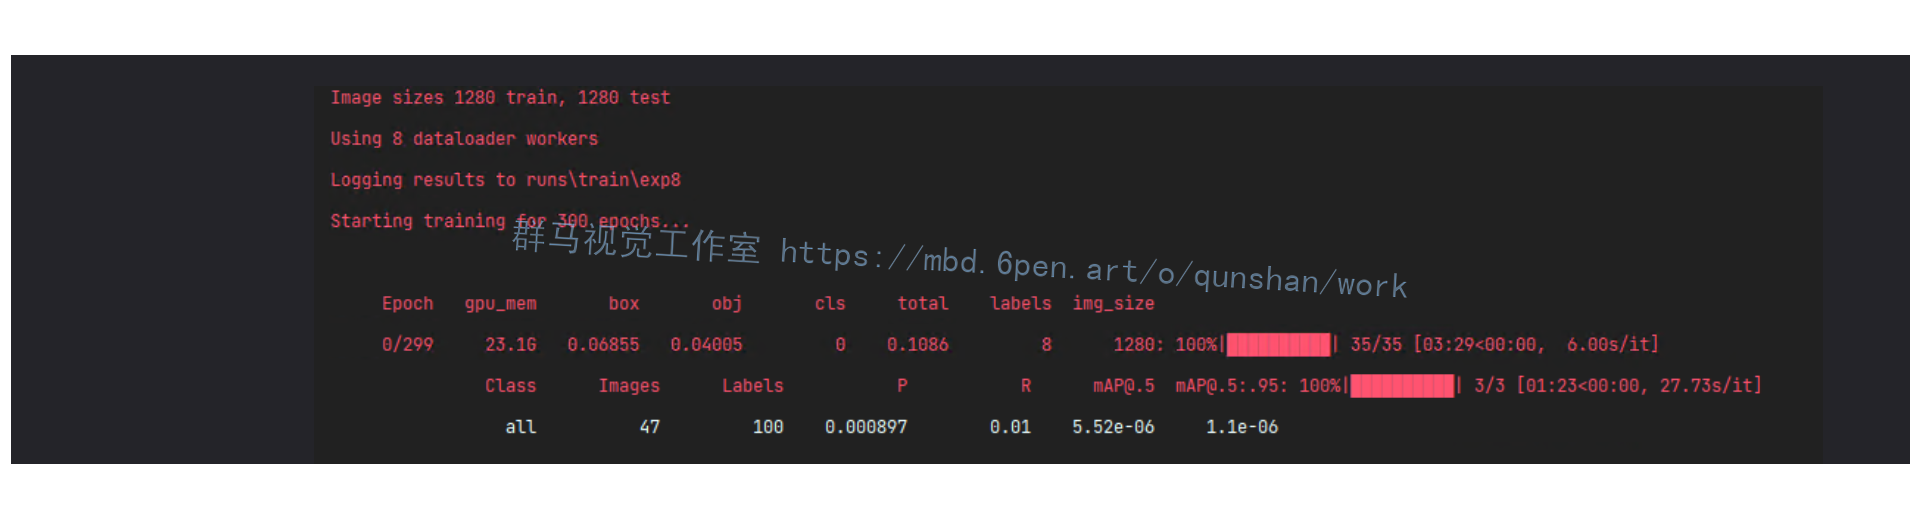 Image sizes 1280 train, 1280 test
Using 8 dataloader workers
Logging results to runs\train\exp8
Starting training for 300 epochs...
群马视觉工作室 https://mbd.6pen.art/o/qunshan/work
Epoch gpu_mem box obj cls total labels img_size
0/299 23.1G 0.06855 0.04005 0 0.1086 8 1280: 100%|██████████| 35/35 [03:29<00:00, 6.00s/it]
Class Images Labels P R mAP@.5 mAP@.5:.95: 100%|██████████| 3/3 [01:23<00:00, 27.73s/it]
all 47 100 0.000897 0.01 5.52e-06 1.1e-06